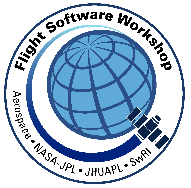 Flight Software Workshop
Aerospace • NASA-JPL • JHUAPL • SwRI